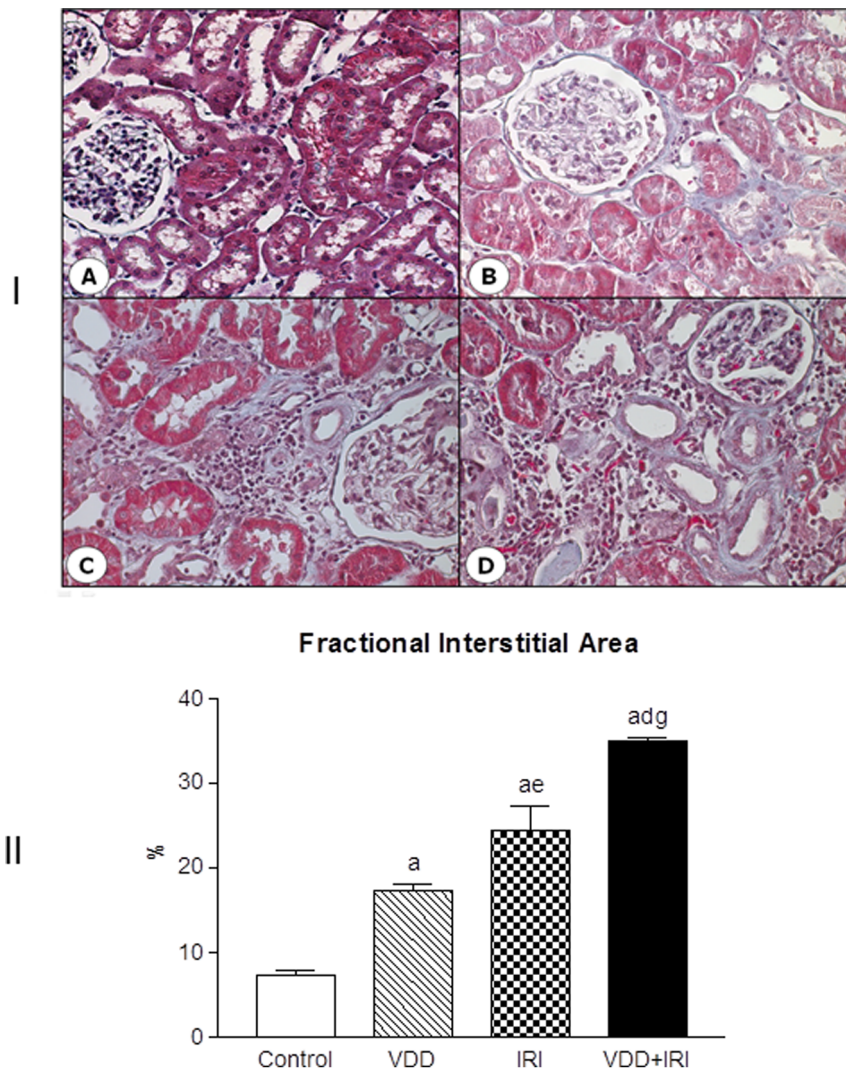 A
B
I
C
D
Fractional Interstitial Area
40
30
20
10
0
%
II
a
ae
adg
Control
VDD
IRI
VDD+IRI